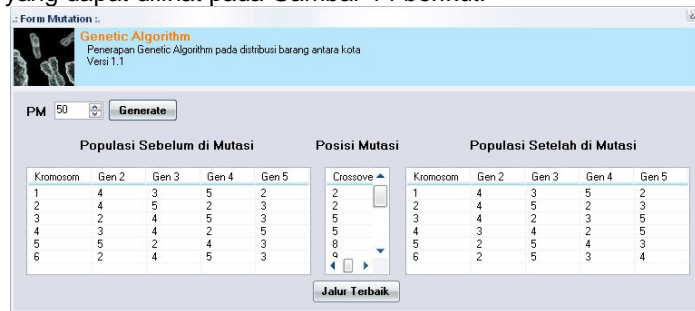 yang dapat dilihat pada Gambar berikut.
.: Form Mutation :.
Genetic Algorithm
Penerapan Genetic Algorithm pada distribusi barang antara kota
Versi 1.1
PM 50 Generate
Populasi Sebelum di Mutasi Posisi Mutasi Populasi Setelah di Mutasi
Kromosom Gen 2 Gen 3 Gen 4 Gen 5 Crossove Kromosom Gen 2 Gen 3 Gen 4 Gen 5
1 4 3 5 2 2 1 4 3 5 2
2 4 5 2 3 2 2 4 5 2 3
3 2 4 5 3 5 3 4 2 3 5
4 3 4 2 5 5 4 3 4 2 5
5 5 2 4 3 8 5 2 5 4 3
6 2 4 5 3 9 6 2 5 3 4
Jalur Terbaik